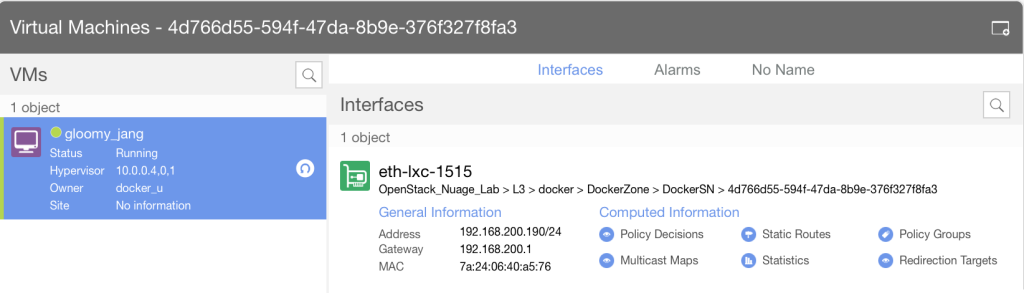 Virtual Machines - 4d766d55-594f-47da-8b9e-376f327f8fa3
VMs
1 object
gloomy_jang
Status Running
Hypervisor 10.0.0.4,0,1
Owner docker_u
Site No information
Interfaces Alarms No Name
Interfaces
1 object
eth-lxc-1515
OpenStack_Nuage_Lab > L3 > docker > DockerZone > DockerSN > 4d766d55-594f-47da-8b9e-376f327f8fa3
General Information
Address 192.168.200.190/24
Gateway 192.168.200.1
MAC 7a:24:06:40:a5:76
Computed Information
Policy Decisions Static Routes Policy Groups
Multicast Maps Statistics Redirection Targets